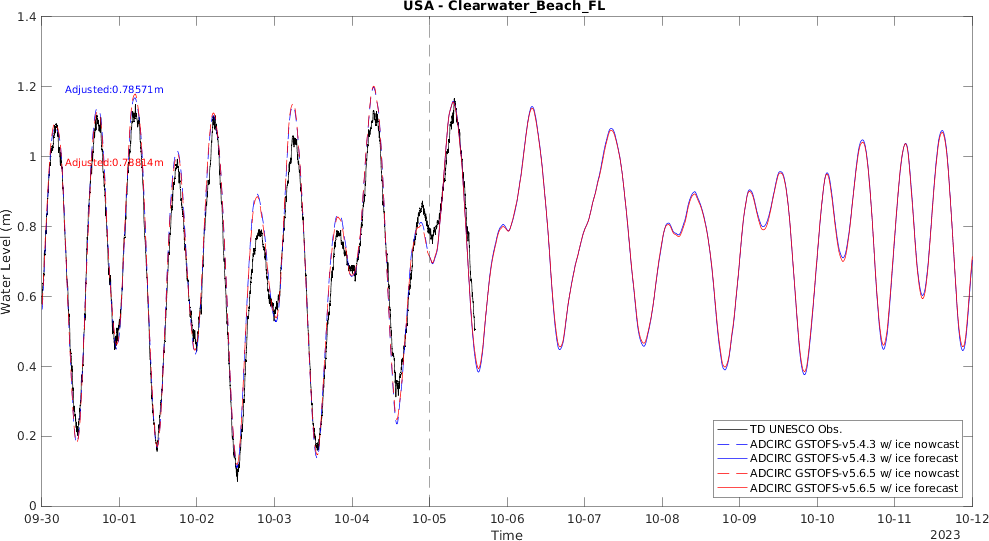 USA - Clearwater_Beach_FL
1.4
1.2
1
0.8
0.6
0.4
0.2
0
Water Level (m)
Adjusted:0.78571m
Adjusted:0.73814m
TD UNESCO Obs.
ADCIRC GSTOFS-v5.4.3 w/ ice nowcast
ADCIRC GSTOFS-v5.4.3 w/ ice forecast
ADCIRC GSTOFS-v5.6.5 w/ ice nowcast
ADCIRC GSTOFS-v5.6.5 w/ ice forecast
09-30 10-01 10-02 10-03 10-04 10-05 10-06 10-07 10-08 10-09 10-10 10-11 10-12
Time
2023